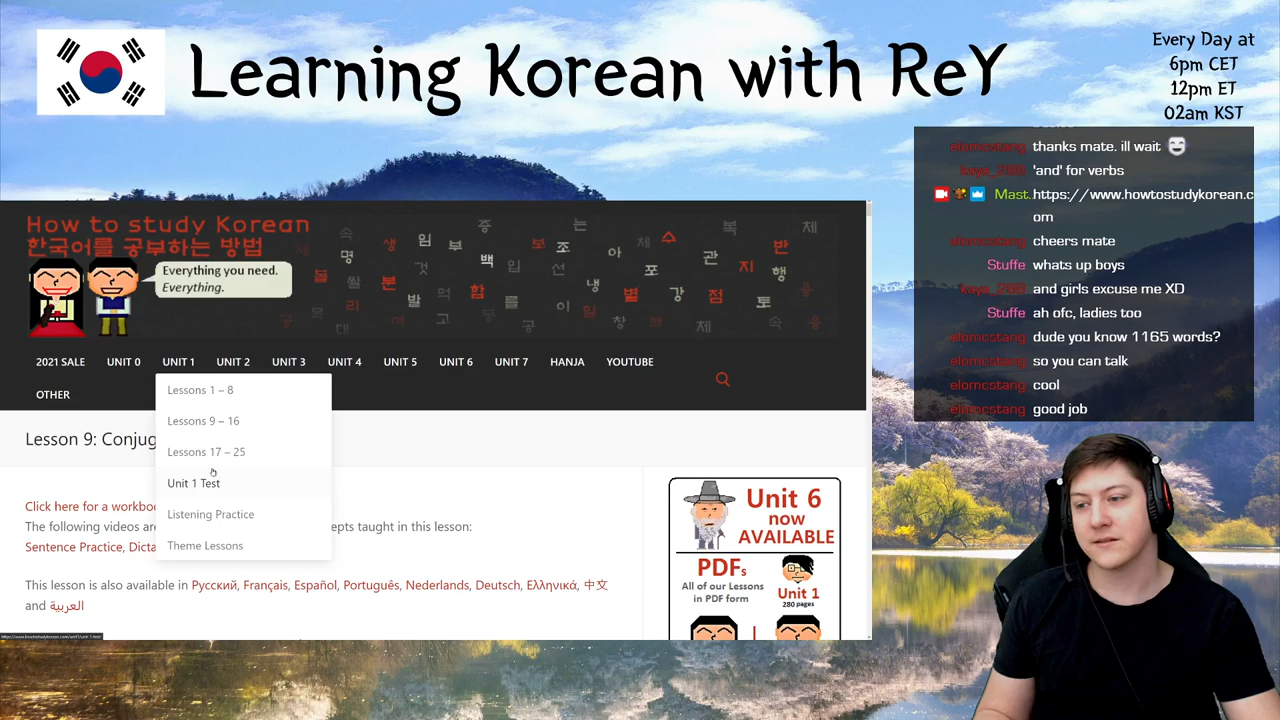 Learning Korean with ReY
Every Day at
6pm CET
12pm ET
02am KST
elomcstang thanks mate. ill wait
'and' for verbs
Mast. https://www.howtostudykorean.c
om
elomcstang cheers mate
Stuffe whats up boys
and girls excuse me XD
Stuffe ah ofc, ladies too
elomcstang dude you know 1165 words?
elomcstang so you can talk
elomcstang cool
elomcstang good job
How to study Korean
한국어를 공부하는 방법
Everything you need.
Everything.
2021 SALE UNIT 0 UNIT 1 UNIT 2 UNIT 3 UNIT 4 UNIT 5 UNIT 6 UNIT 7 HANJA YOUTUBE
OTHER
Lessons 1 – 8
Lessons 9 – 16
Lessons 17 – 25
Unit 1 Test
Listening Practice
Theme Lessons
Lesson 9: Conjug
Click here for a workboo
The following videos are
epts taught in this lesson:
Sentence Practice, Dicta
This lesson is also available in Русский, Français, Español, Português, Nederlands, Deutsch, Ελληνικά, 中文
and العربية
Unit 6
now
AVAILABLE
PDFs
All of our Lessons
in PDF form
Unit 1
280 pages